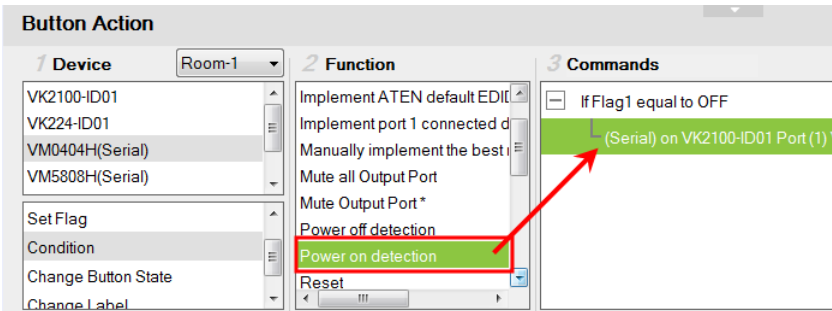 Button Action
1 Device
Room-1
VK2100-ID01
VK224-ID01
VM0404H(Serial)
VM5808H(Serial)
Set Flag
Condition
Change Button State
Change Label
2 Function
Implement ATEN default EDID
Implement port 1 connected d
Manually implement the best
Mute all Output Port
Mute Output Port *
Power off detection
Power on detection
Reset
3 Commands
If Flag1 equal to OFF
(Serial) on VK2100-ID01 Port (1)